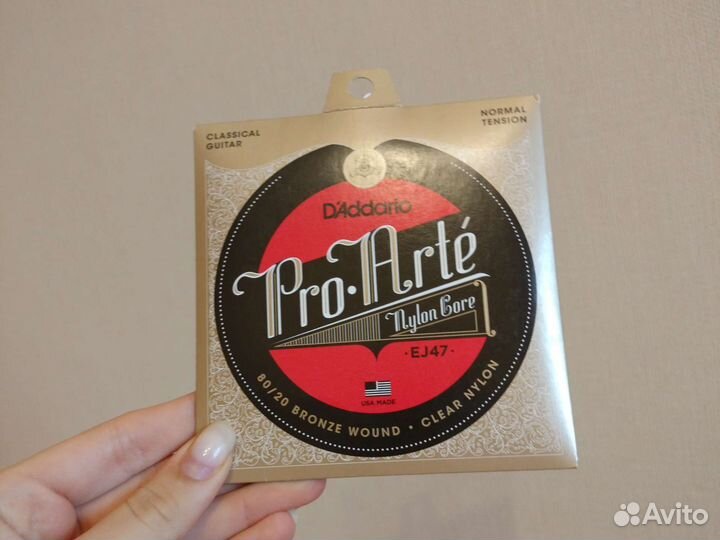 CLASSICAL
GUITAR
NORMAL
TENSION
D'Addario
Pro·Arté
Nylon Core
·EJ47·
USA MADE
80/20 BRONZE WOUND · CLEAR NYLON
Avito